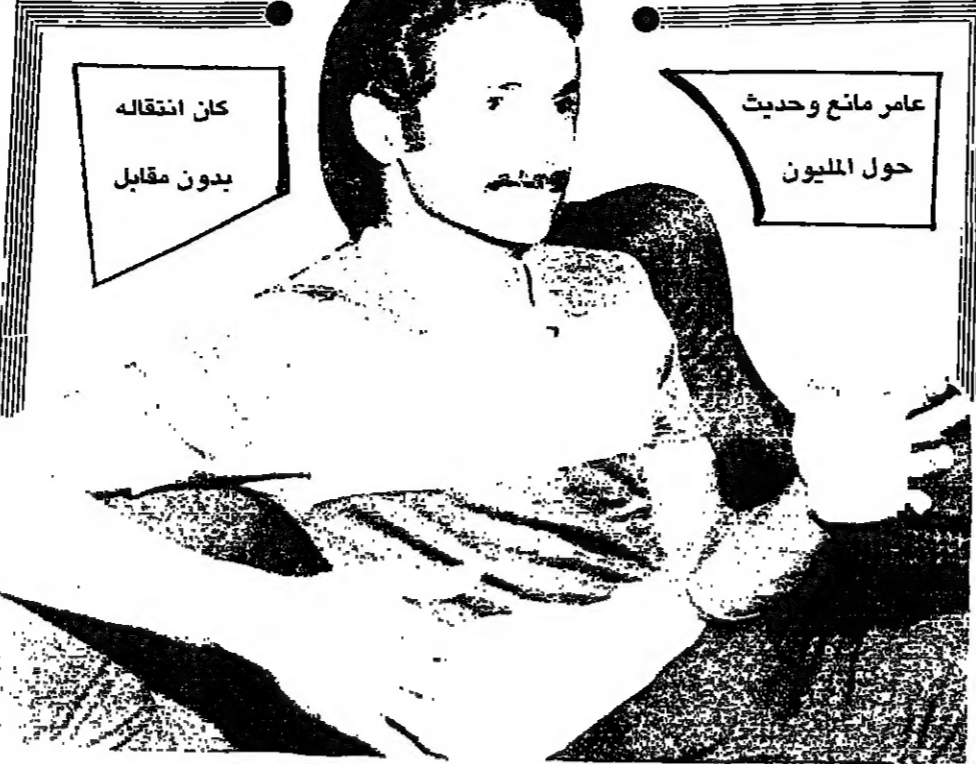 عامر مانع وحديث
حول المليون
كان انتقاله
بدون مقابل